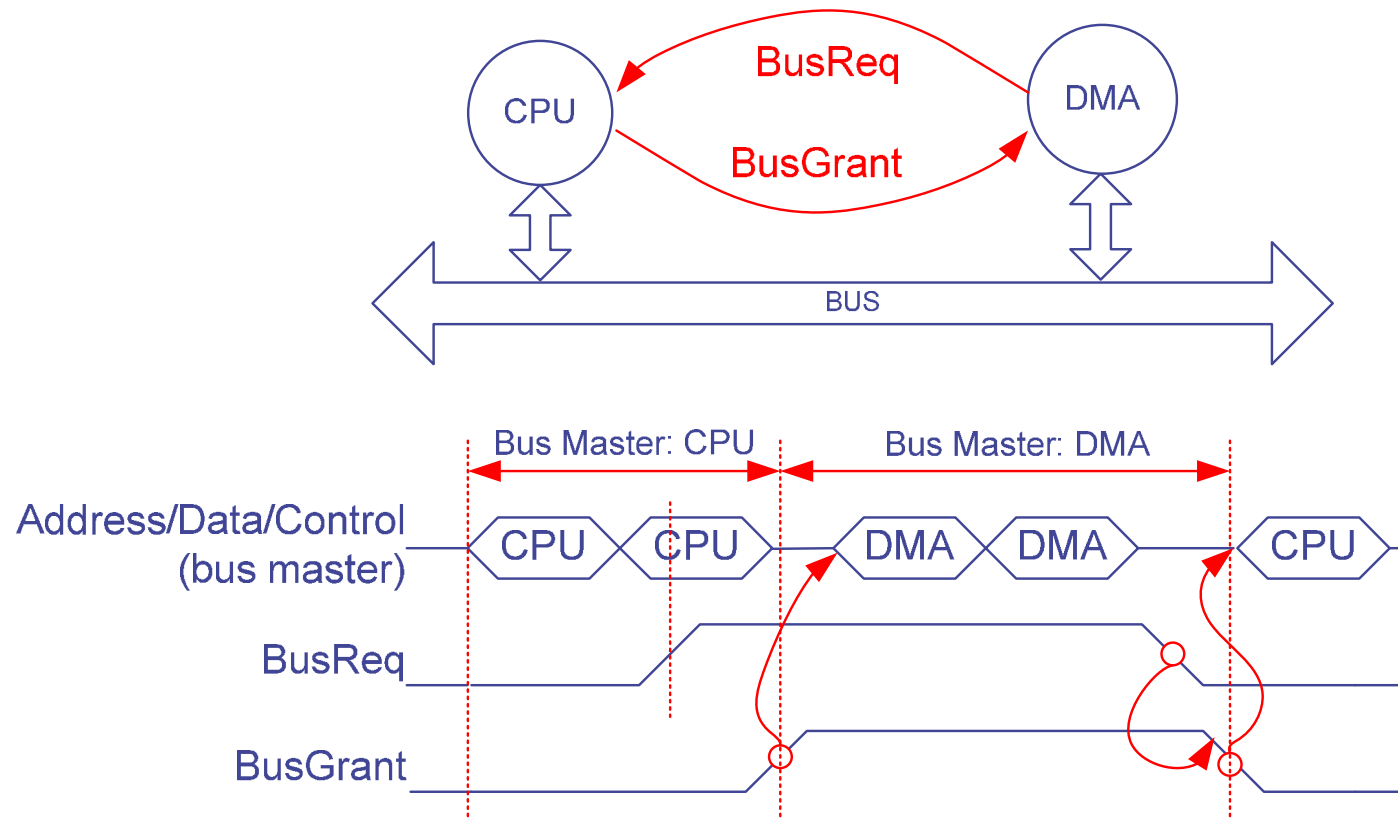 BusReq
CPU
DMA
BusGrant
BUS
Bus Master: CPU
Bus Master: DMA
Address/Data/Control
(bus master)
CPU
CPU
DMA
DMA
CPU
BusReq
BusGrant